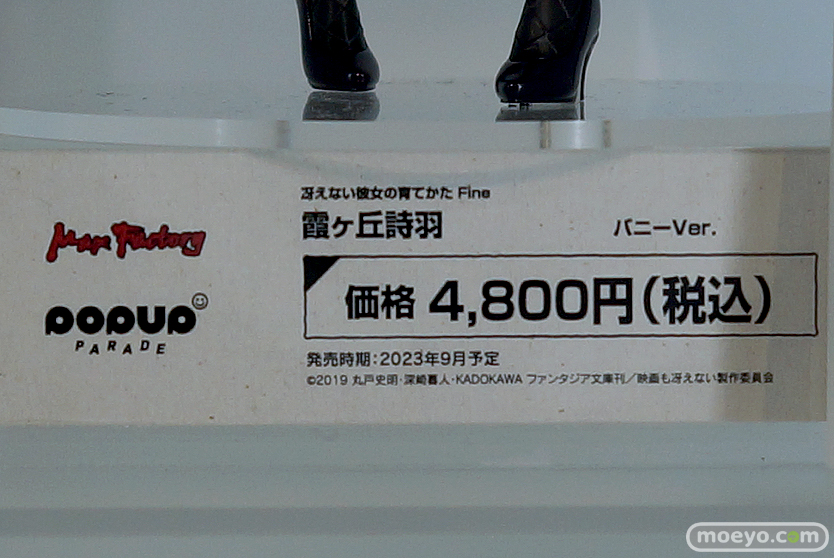 冴えない彼女の育てかた Fine
Max Factory
霞ヶ丘詩羽 バニーVer.
価格 4,800円(税込)
POPUP
PARADE
発売時期:2023年9月予定
©2019 丸戸史明・深崎暮人・KADOKAWA ファンタジア文庫刊/映画も冴えない製作委員会
moeyo.com